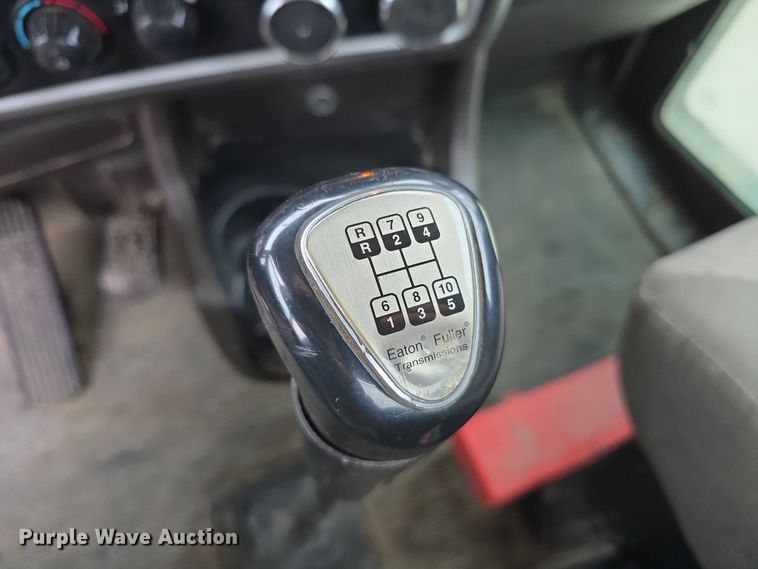 R 7 9
R 2 4
6 8 10
1 3 5
Eaton® Fuller®
Transmissions
Purple Wave Auction